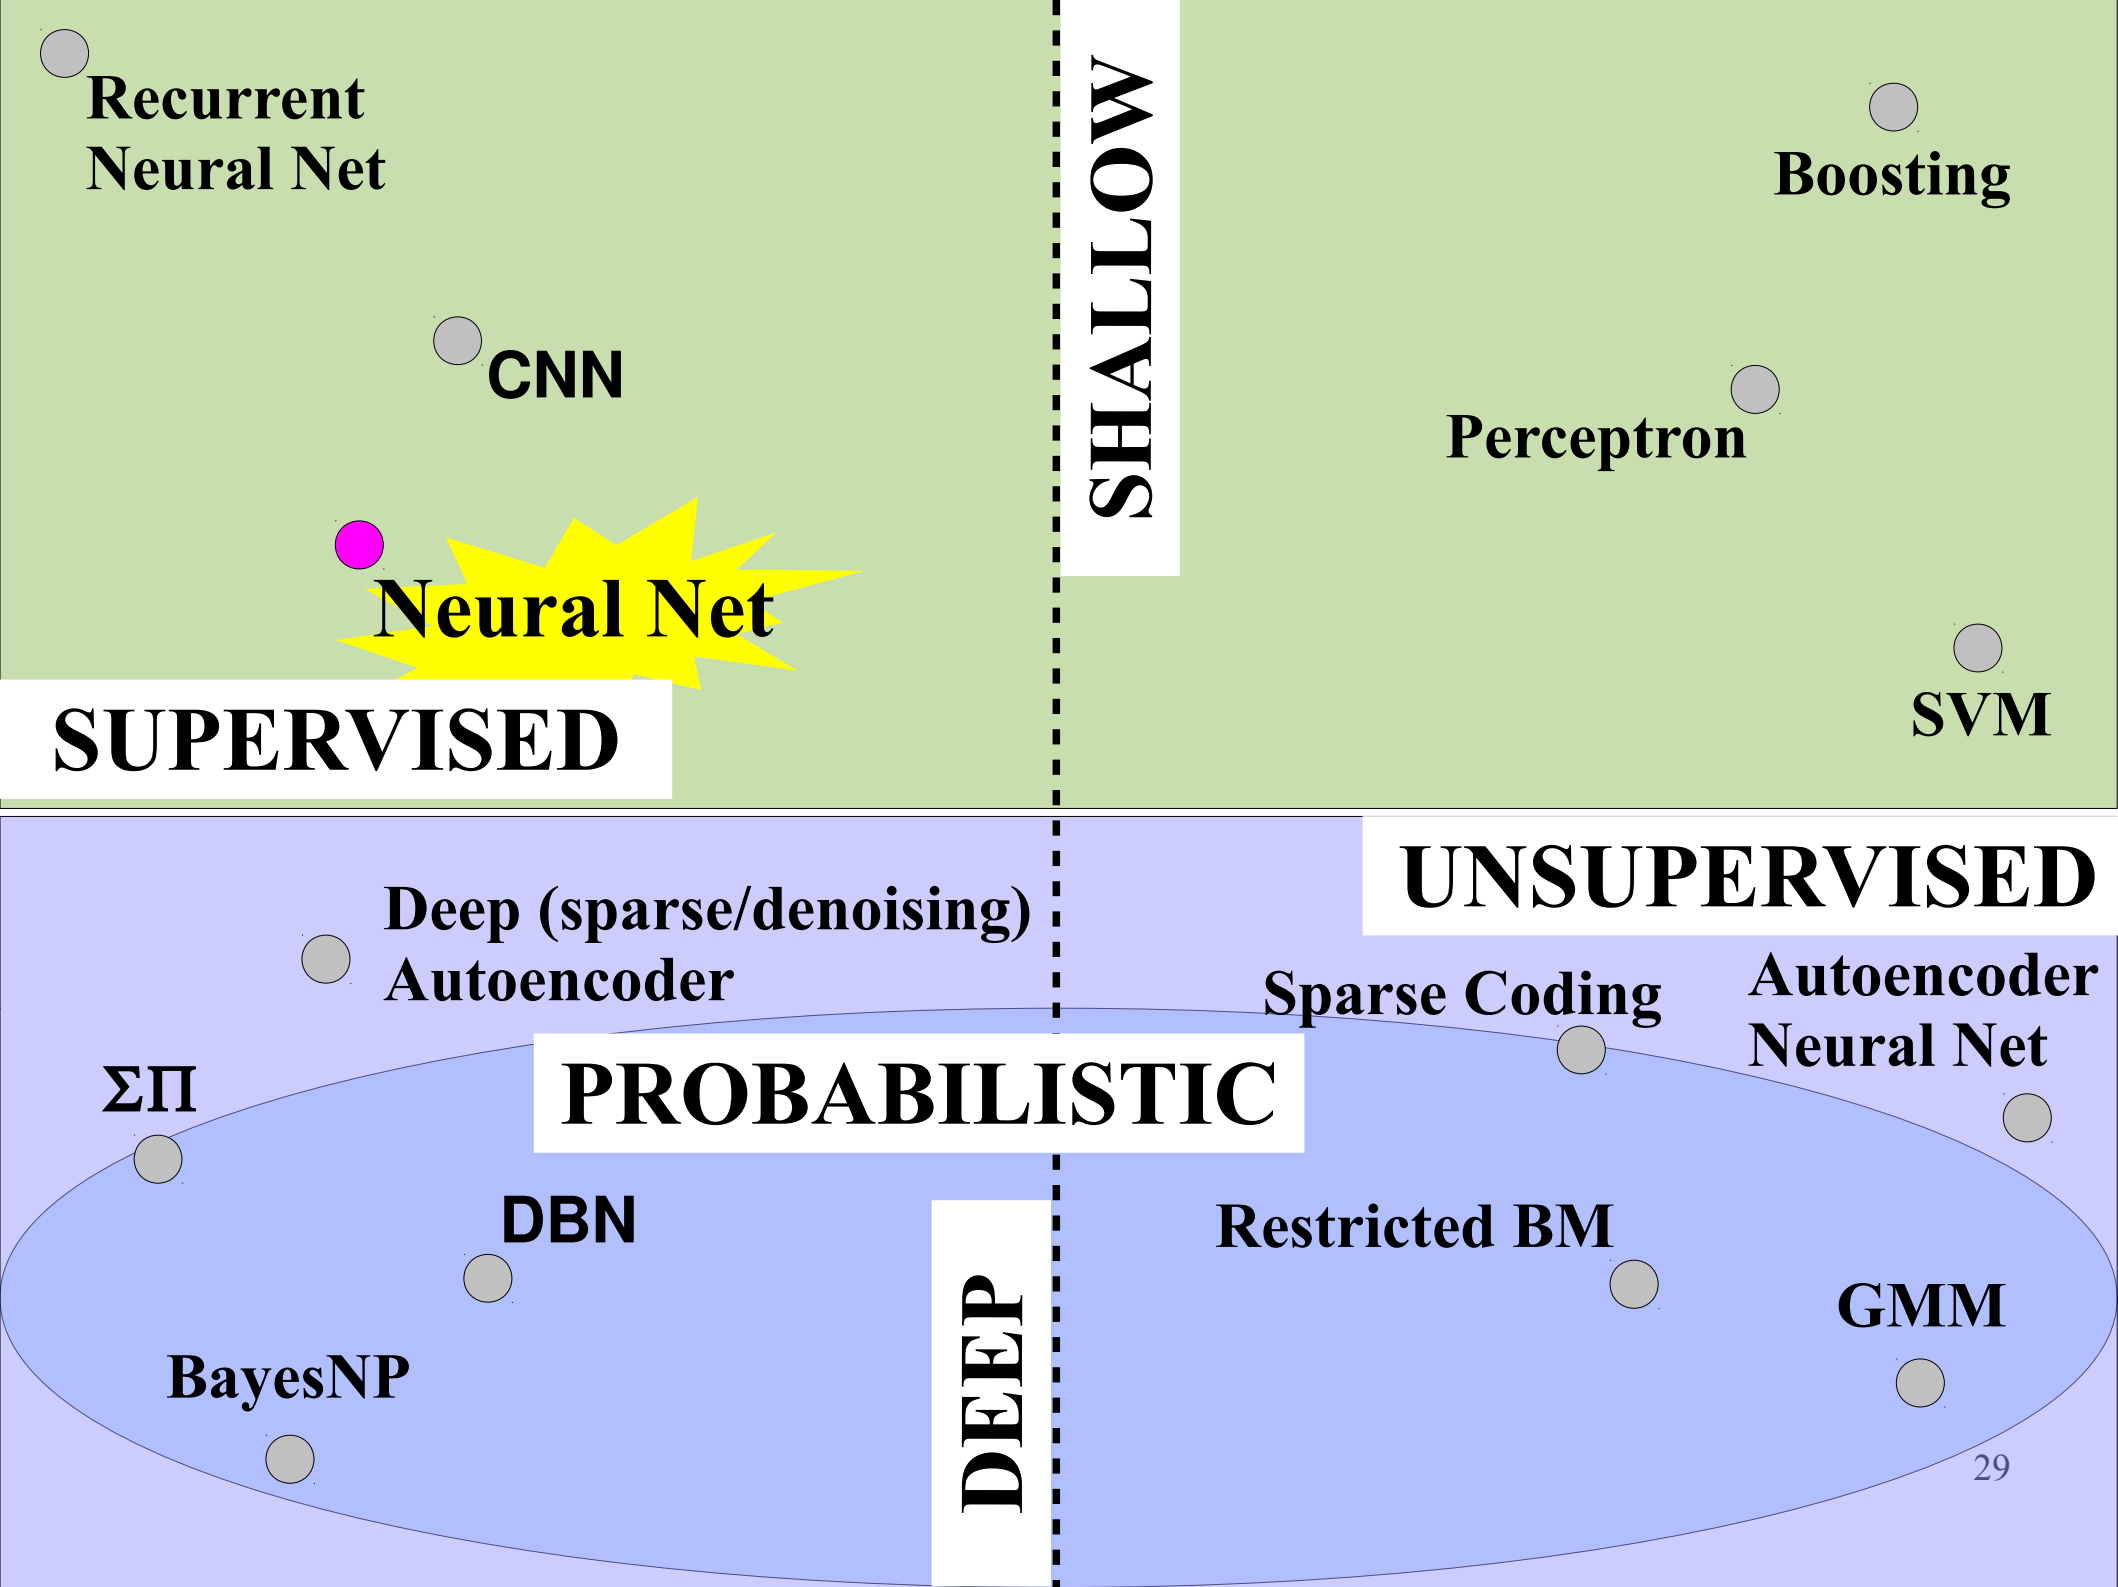 Recurrent
Neural Net
SHALLOW
Boosting
CNN
Perceptron
Neural Net
SVM
SUPERVISED
UNSUPERVISED
Deep (sparse/denoising)
Autoencoder
Sparse Coding
Autoencoder
Neural Net
ΣΠ
PROBABILISTIC
DBN
Restricted BM
GMM
BayesNP
DEEP
29